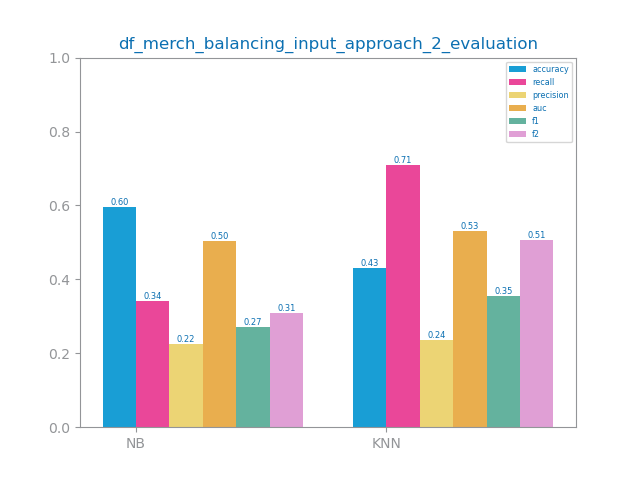 df_merch_balancing_input_approach_2_evaluation
1.0
0.8
0.6
0.4
0.2
0.0
accuracy
recall
precision
auc
f1
f2
0.60
0.34
0.22
0.50
0.27
0.31
0.43
0.71
0.24
0.53
0.35
0.51
NB
KNN